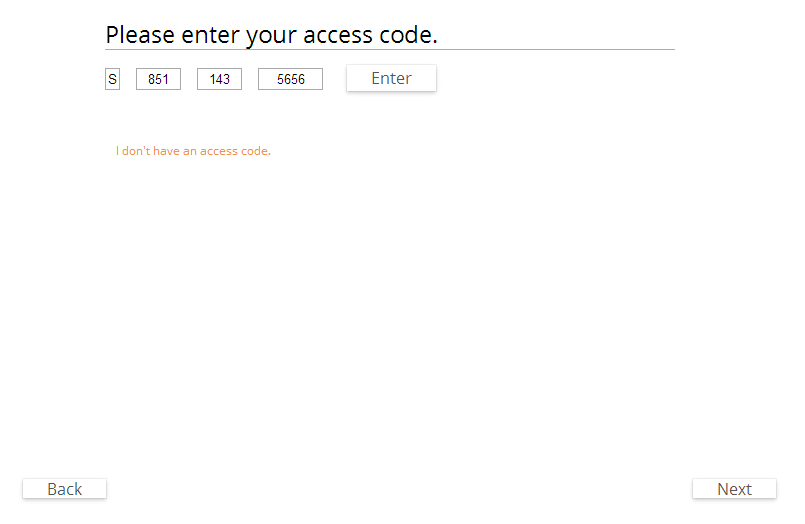 Please enter your access code.
S 851 143 5656 Enter
I don't have an access code.
Back Next